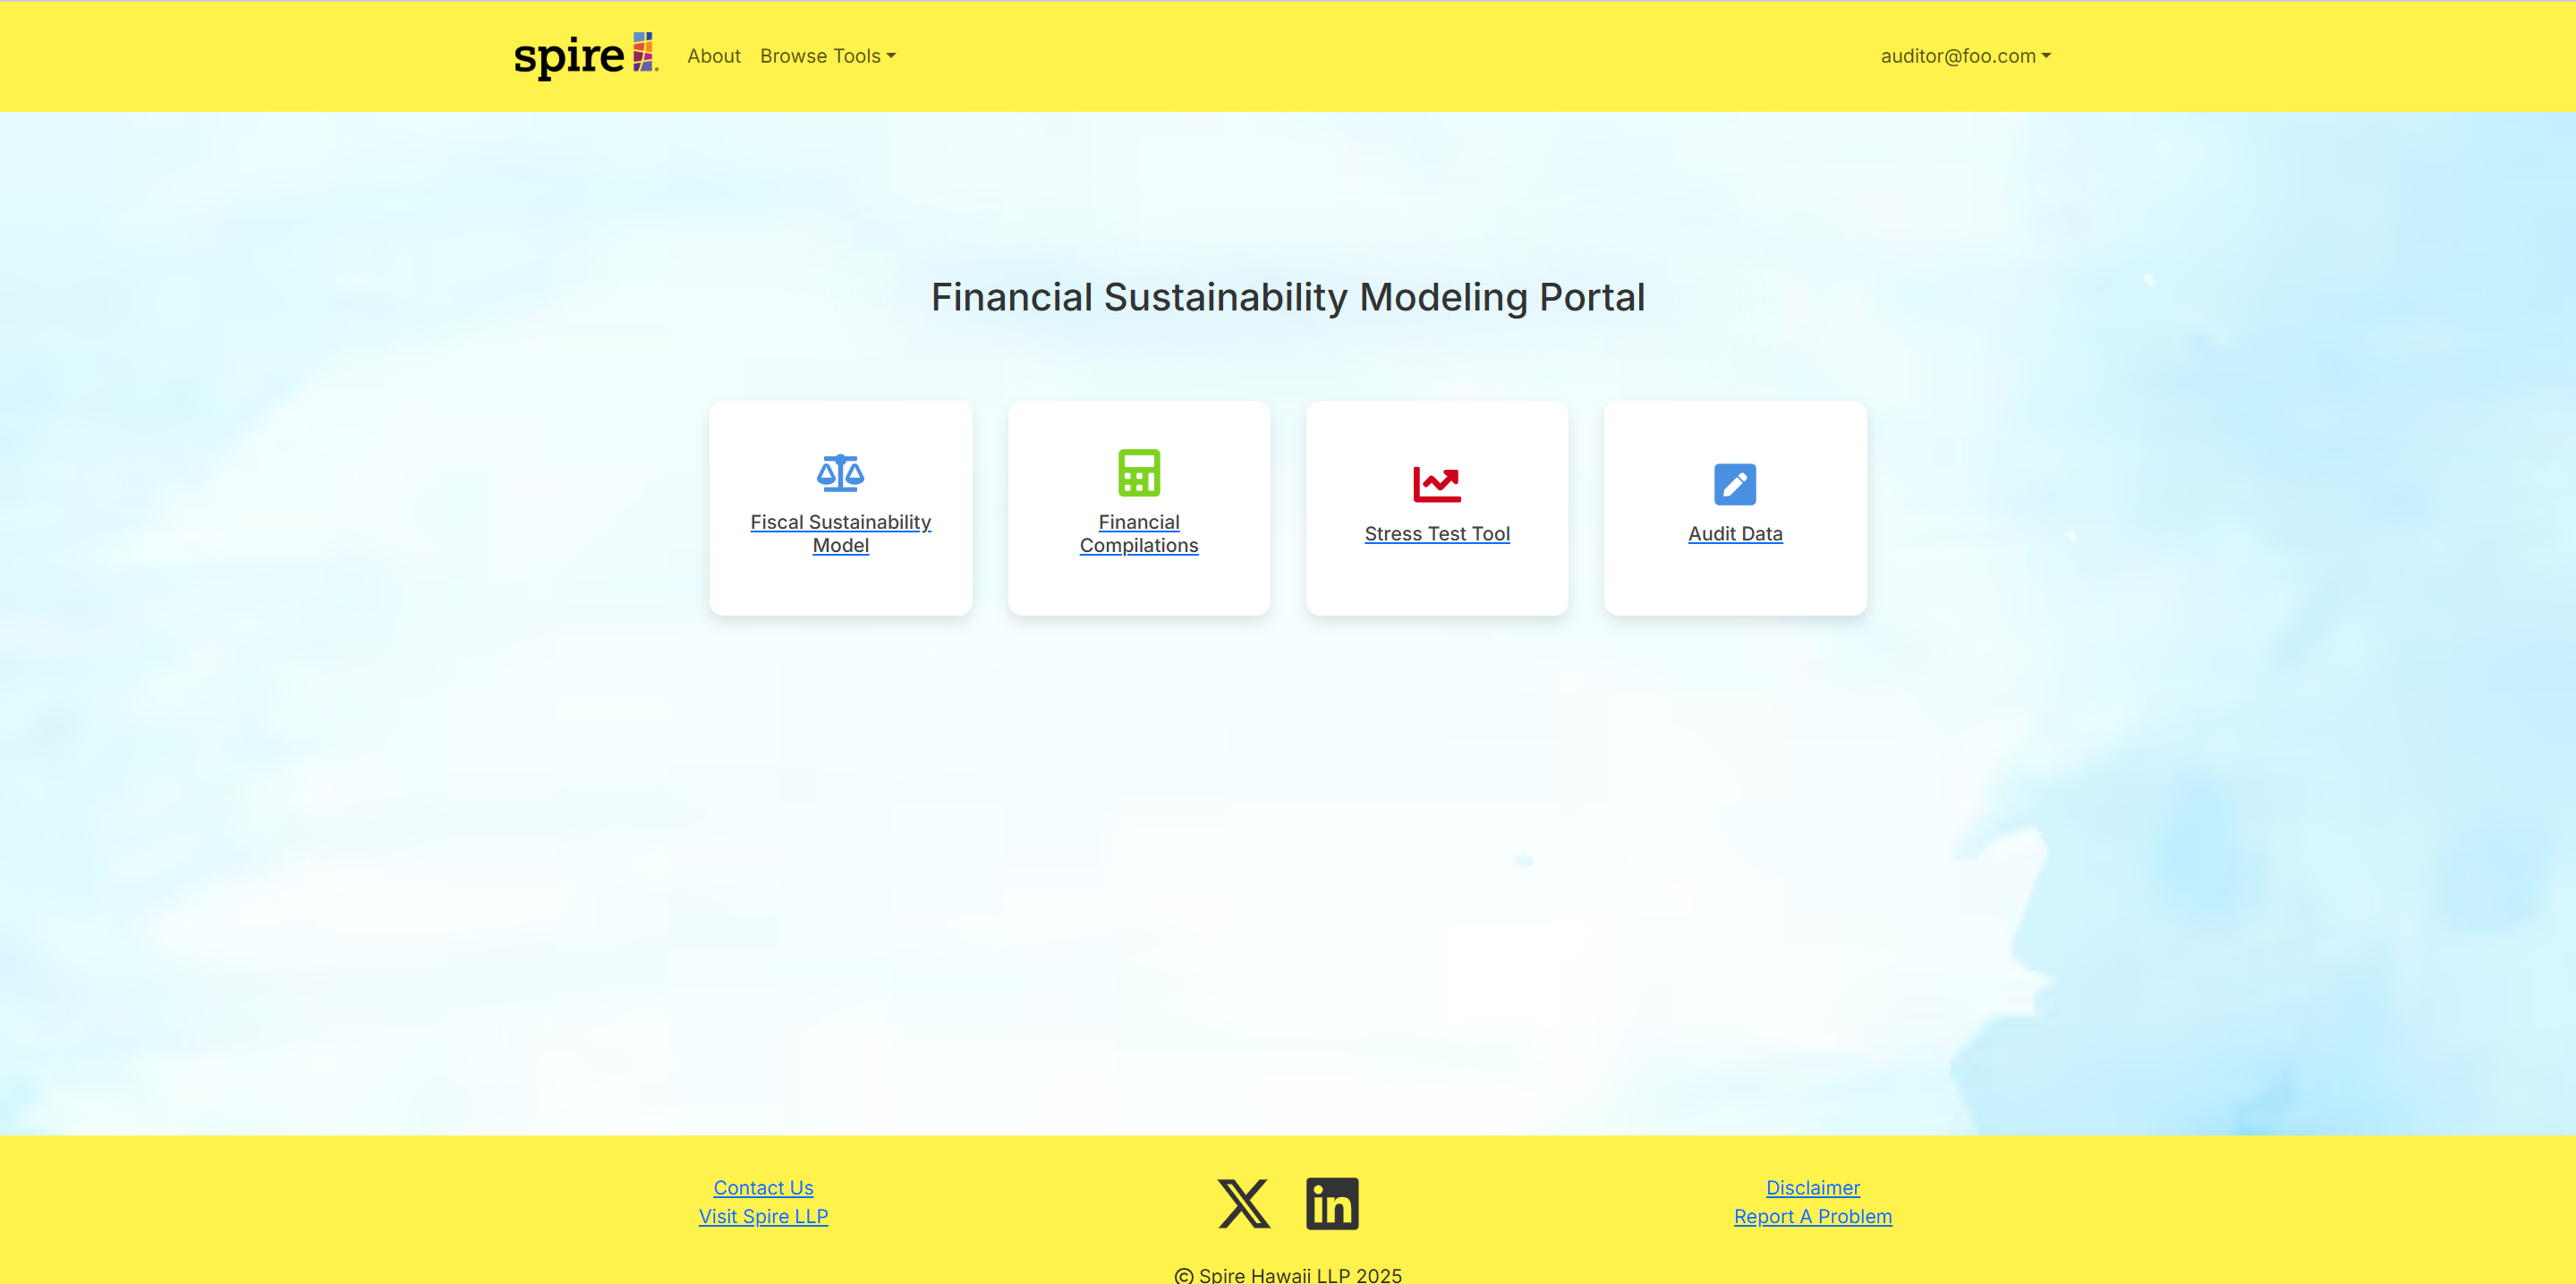 spire
About
Browse Tools
auditor@foo.com
Financial Sustainability Modeling Portal
Fiscal Sustainability
Model
Financial
Compilations
Stress Test Tool
Audit Data
Contact Us
Visit Spire LLP
X
in
Disclaimer
Report A Problem
© Spire Hawaii LLP 2025